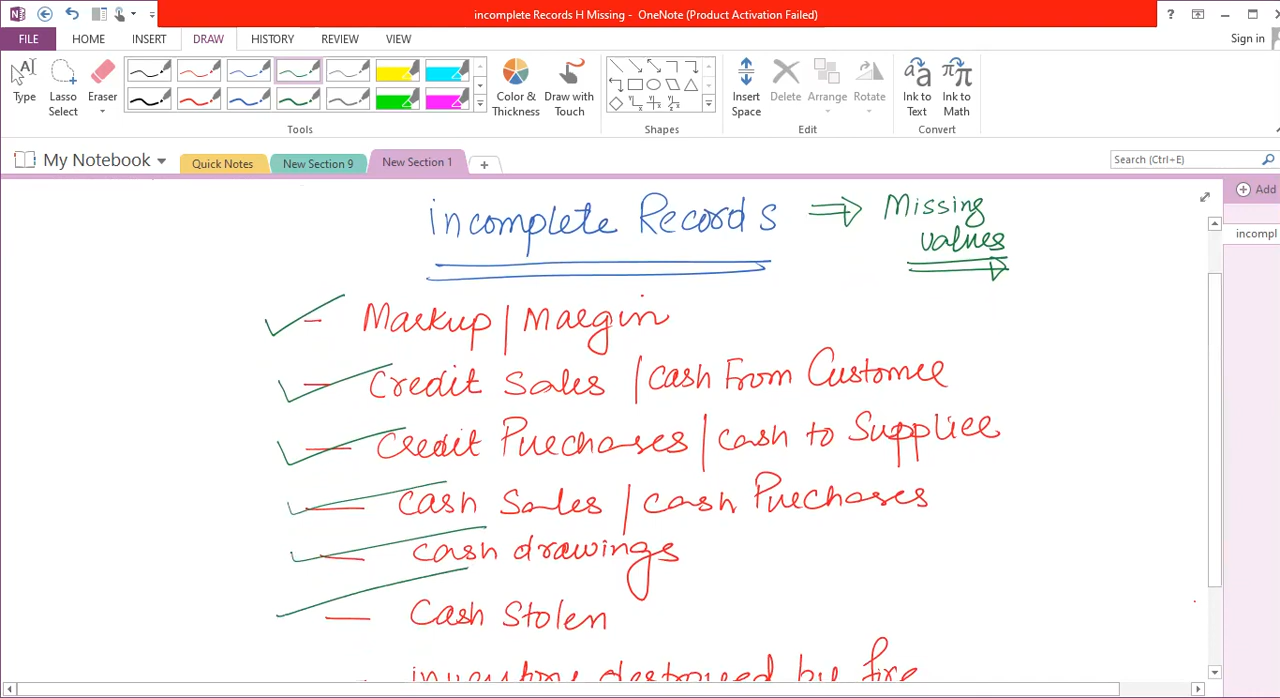 incomplete Records H Missing - OneNote (Product Activation Failed)
FILE HOME INSERT DRAW HISTORY REVIEW VIEW Sign in
Type Lasso Select Eraser Color & Thickness Draw with Touch Insert Space Delete Arrange Rotate Ink to Text Ink to Math
Tools Shapes Edit Convert
My Notebook Quick Notes New Section 9 New Section 1 Search (Ctrl+E)
Add
incompl
incomplete Records ⇒ Missing
values
- Markup | Margin
- Credit Sales | Cash From Customer
- Credit Purchases | Cash to Supplier
- Cash Sales | Cash Purchases
- Cash drawings
- Cash Stolen
- inventory destroyed by fire